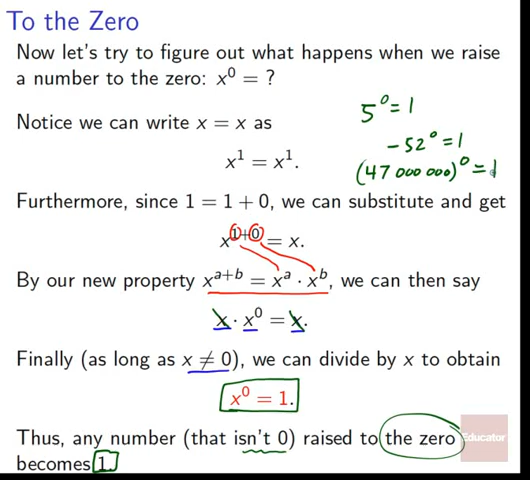 To the Zero
Now let's try to figure out what happens when we raise
a number to the zero: x⁰ = ?
5⁰ = 1
Notice we can write x = x as
-52⁰ = 1
x¹ = x¹.
(47 000 000)⁰ = 1
Furthermore, since 1 = 1 + 0, we can substitute and get
x¹⁺⁰ = x.
By our new property xᵃ⁺ᵇ = xᵃ · xᵇ, we can then say
x · x⁰ = x.
Finally (as long as x ≠ 0), we can divide by x to obtain
x⁰ = 1.
Thus, any number (that isn't 0) raised to the zero
Educator
becomes 1.